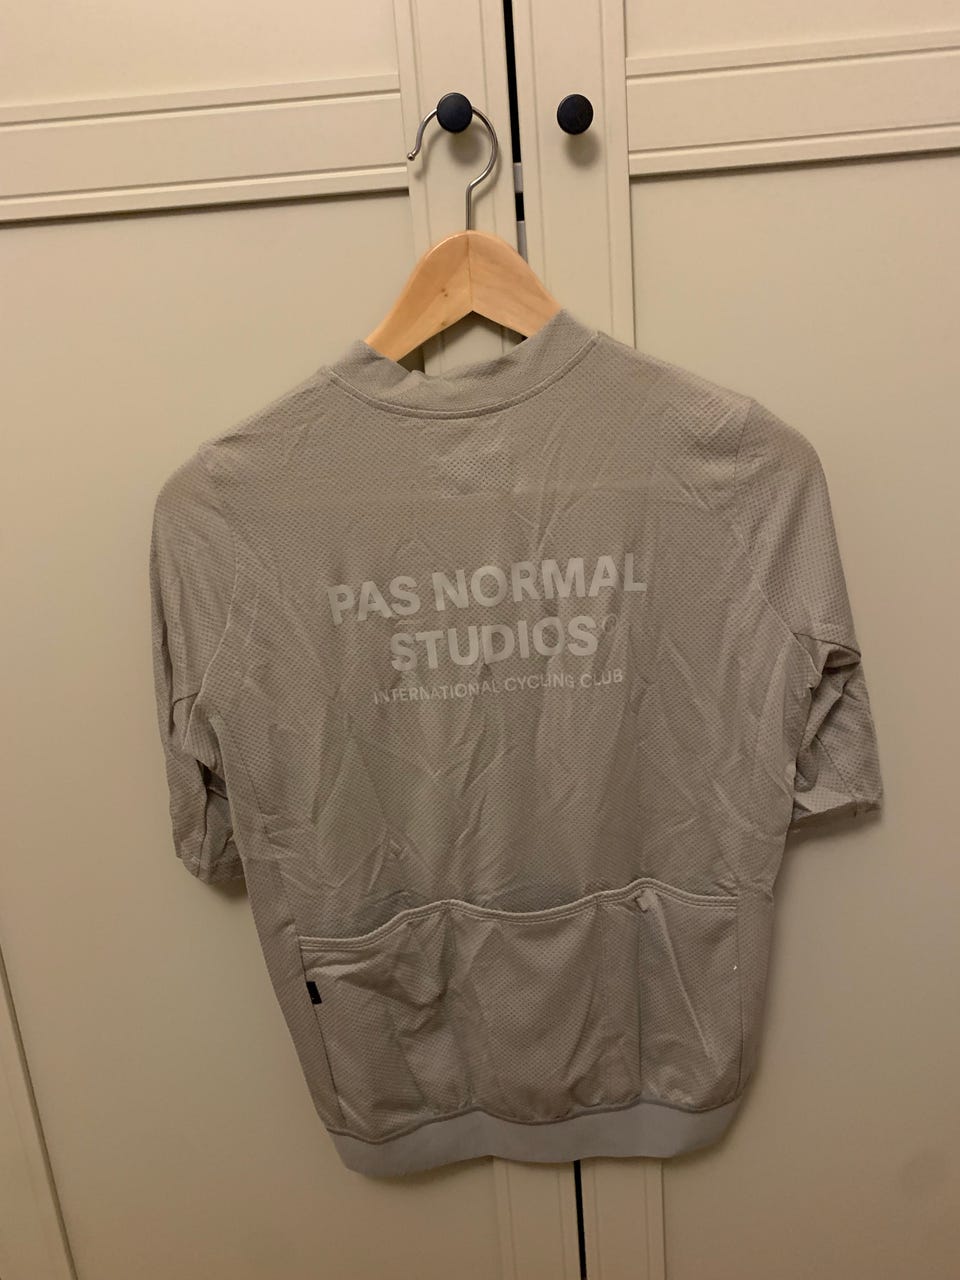 PAS NORMAL
STUDIOS
INTERNATIONAL CYCLING CLUB